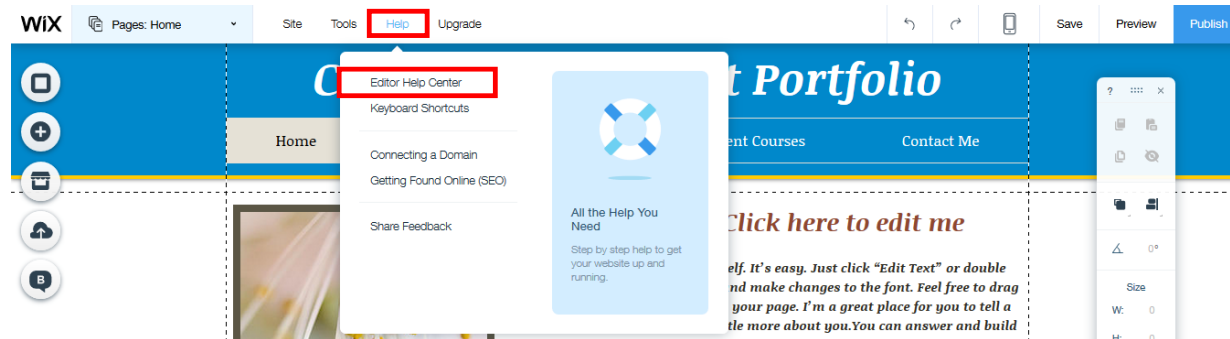 WiX Pages: Home Site Tools Help Upgrade Save Preview Publish
C t Portfolio
Editor Help Center
Keyboard Shortcuts
Connecting a Domain
Getting Found Online (SEO)
Share Feedback
All the Help You
Need
Step by step help to get
your website up and
running.
Home ent Courses Contact Me
Click here to edit me
elf. It's easy. Just click “Edit Text” or double
nd make changes to the font. Feel free to drag
your page. I'm a great place for you to tell a
tle more about you.You can answer and build
B
?
0°
Size
W: 0
H: 0